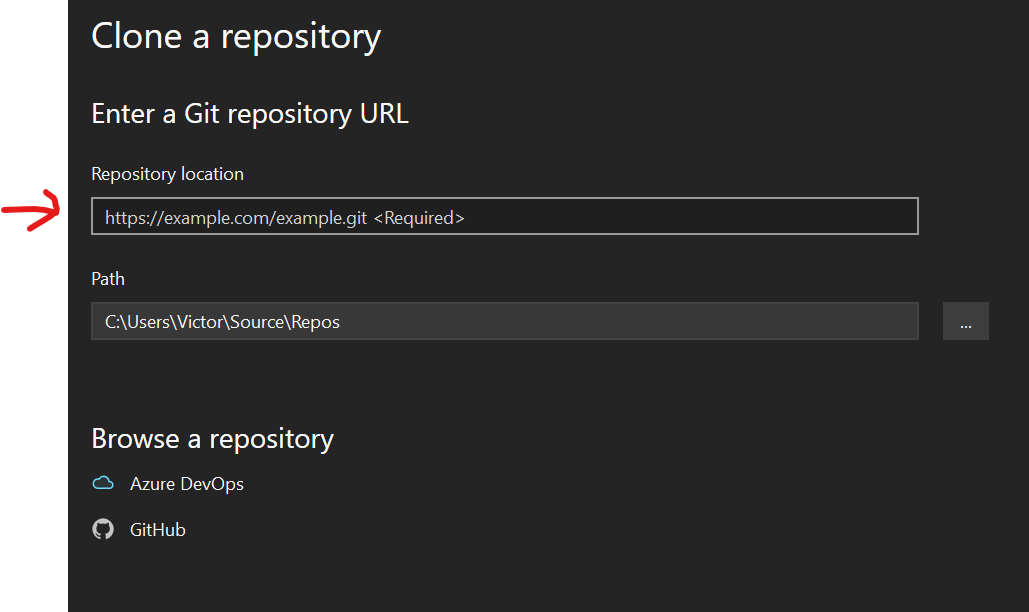 Clone a repository
Enter a Git repository URL
Repository location
https://example.com/example.git <Required>
Path
C:\Users\Victor\Source\Repos
...
Browse a repository
Azure DevOps
GitHub